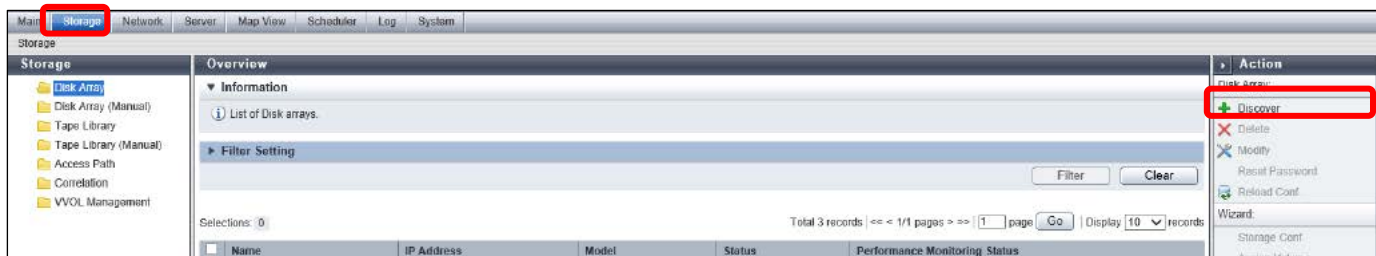 Main Storage Network Server Map View Scheduler Log System
Storage
Storage
Disk Array
Disk Array (Manual)
Tape Library
Tape Library (Manual)
Access Path
Correlation
VVOL Management
Overview
▼ Information
List of Disk arrays.
▶ Filter Setting
Filter Clear
Selections: 0 Total 3 records << < 1/1 pages > >> 1 page Go Display 10 records
Name IP Address Model Status Performance Monitoring Status
Action
Disk Array:
Discover
Delete
Modify
Reset Password
Reload Conf
Wizard:
Storage Conf